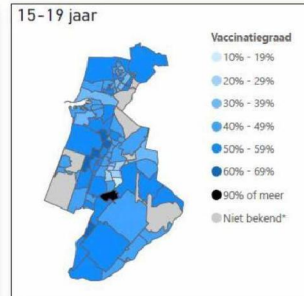 15-19 jaar
Vaccinatiegraad
10% - 19%
20% - 29%
30% - 39%
40% - 49%
50% - 59%
60% - 69%
90% of meer
Niet bekend*